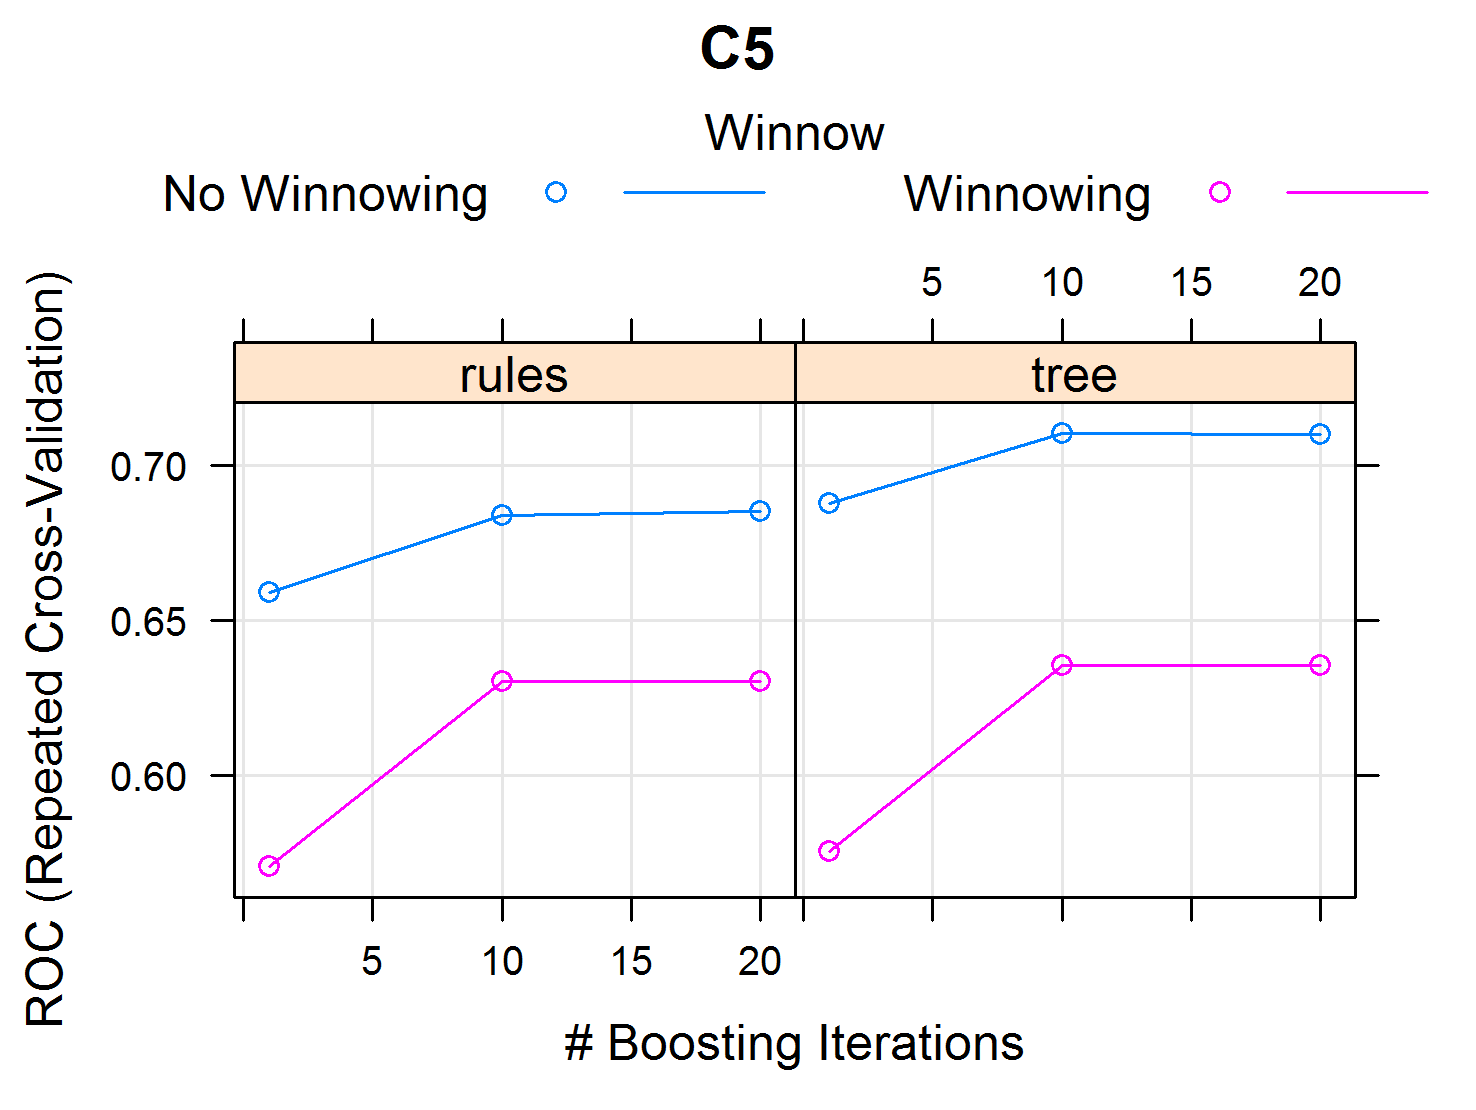 C5
Winnow
No Winnowing
Winnowing
5 10 15 20
rules
tree
0.70
0.65
0.60
ROC (Repeated Cross-Validation)
5 10 15 20
# Boosting Iterations